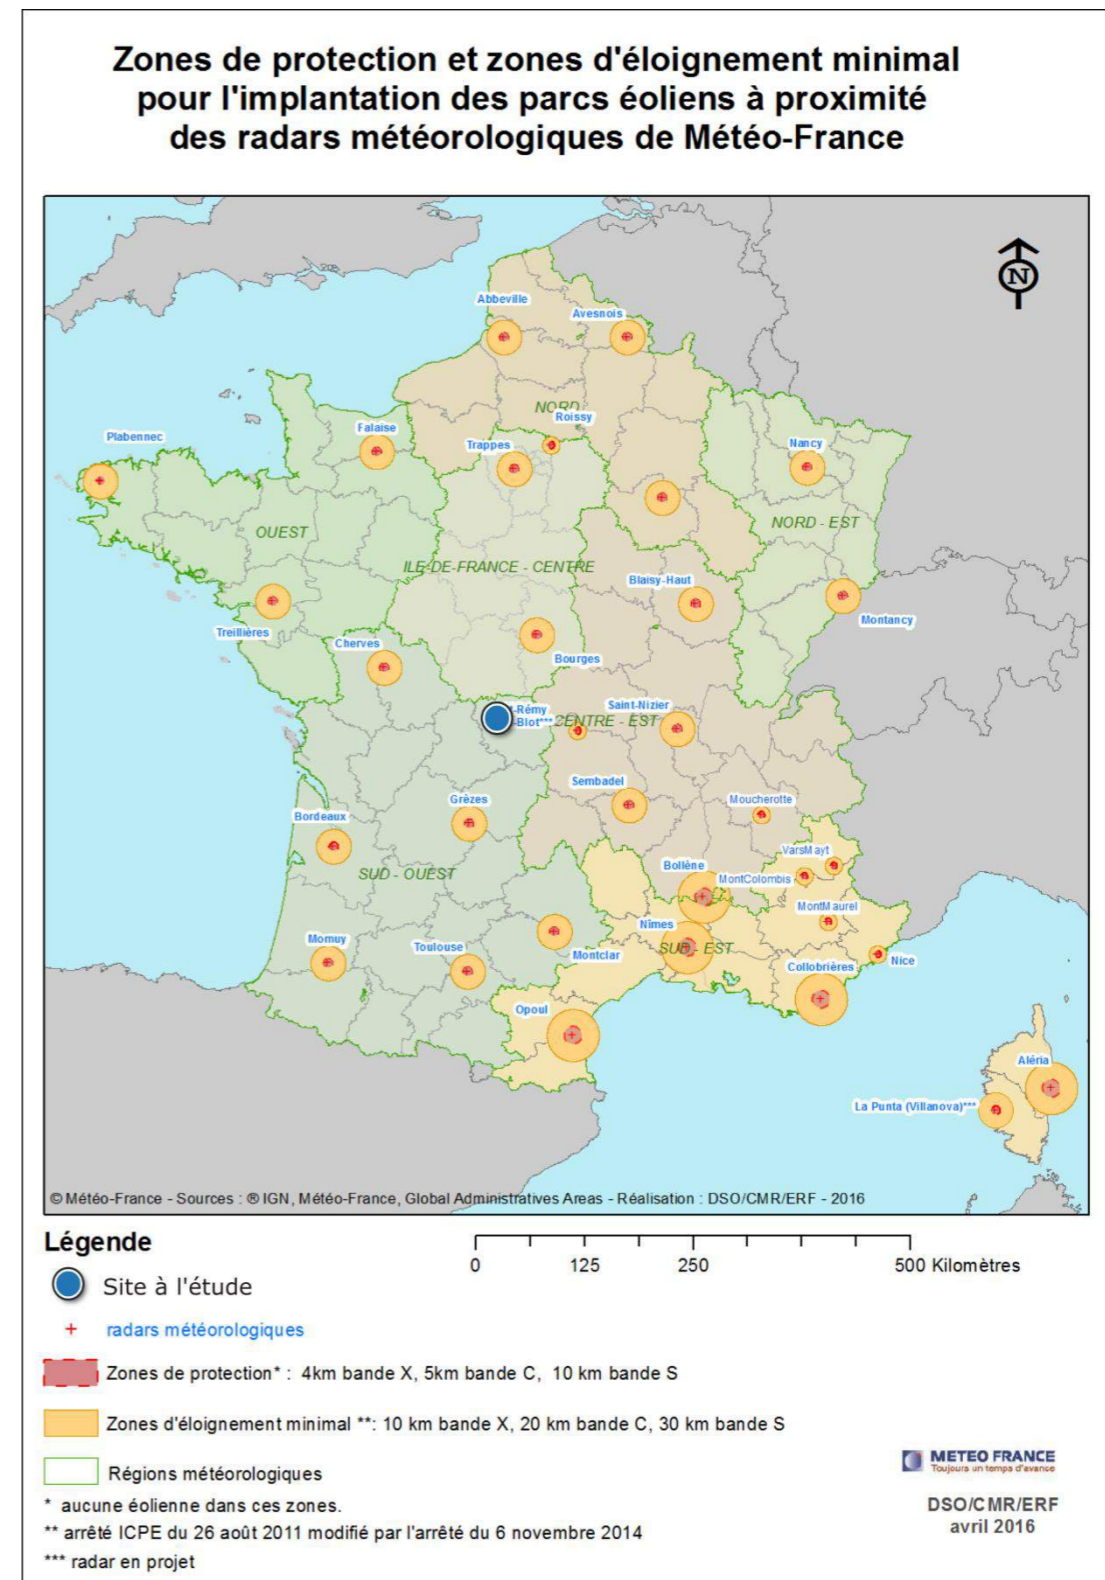 Zones de protection et zones d'éloignement minimal
pour l'implantation des parcs éoliens à proximité
des radars météorologiques de Météo-France
N
Abbeville
Avesnois
NORD
Roissy
Plabennec
Falaise
Trappes
Nancy
OUEST
NORD - EST
ILE-DE-FRANCE - CENTRE
Blaisy-Haut
Treillières
Montancy
Cherves
Bourges
t-Rémy
-Blot***
CENTRE - EST
Saint-Nizier
Sembadel
Grèzes
Moucherotte
Bordeaux
VarsMayt
SUD - OUEST
Bollène
MontColombis
MontMaurel
Nîmes
SUD - EST
Momuy
Toulouse
Montclar
Nice
Collobrières
Opoul
Aléria
La Punta (Villanova)***
© Météo-France - Sources : ® IGN, Météo-France, Global Administratives Areas - Réalisation : DSO/CMR/ERF - 2016
Légende
0 125 250 500 Kilomètres
Site à l'étude
radars météorologiques
Zones de protection* : 4km bande X, 5km bande C, 10 km bande S
Zones d'éloignement minimal **: 10 km bande X, 20 km bande C, 30 km bande S
Régions météorologiques
METEO FRANCE
Toujours un temps d'avance
* aucune éolienne dans ces zones.
** arrêté ICPE du 26 août 2011 modifié par l'arrêté du 6 novembre 2014
*** radar en projet
DSO/CMR/ERF
avril 2016